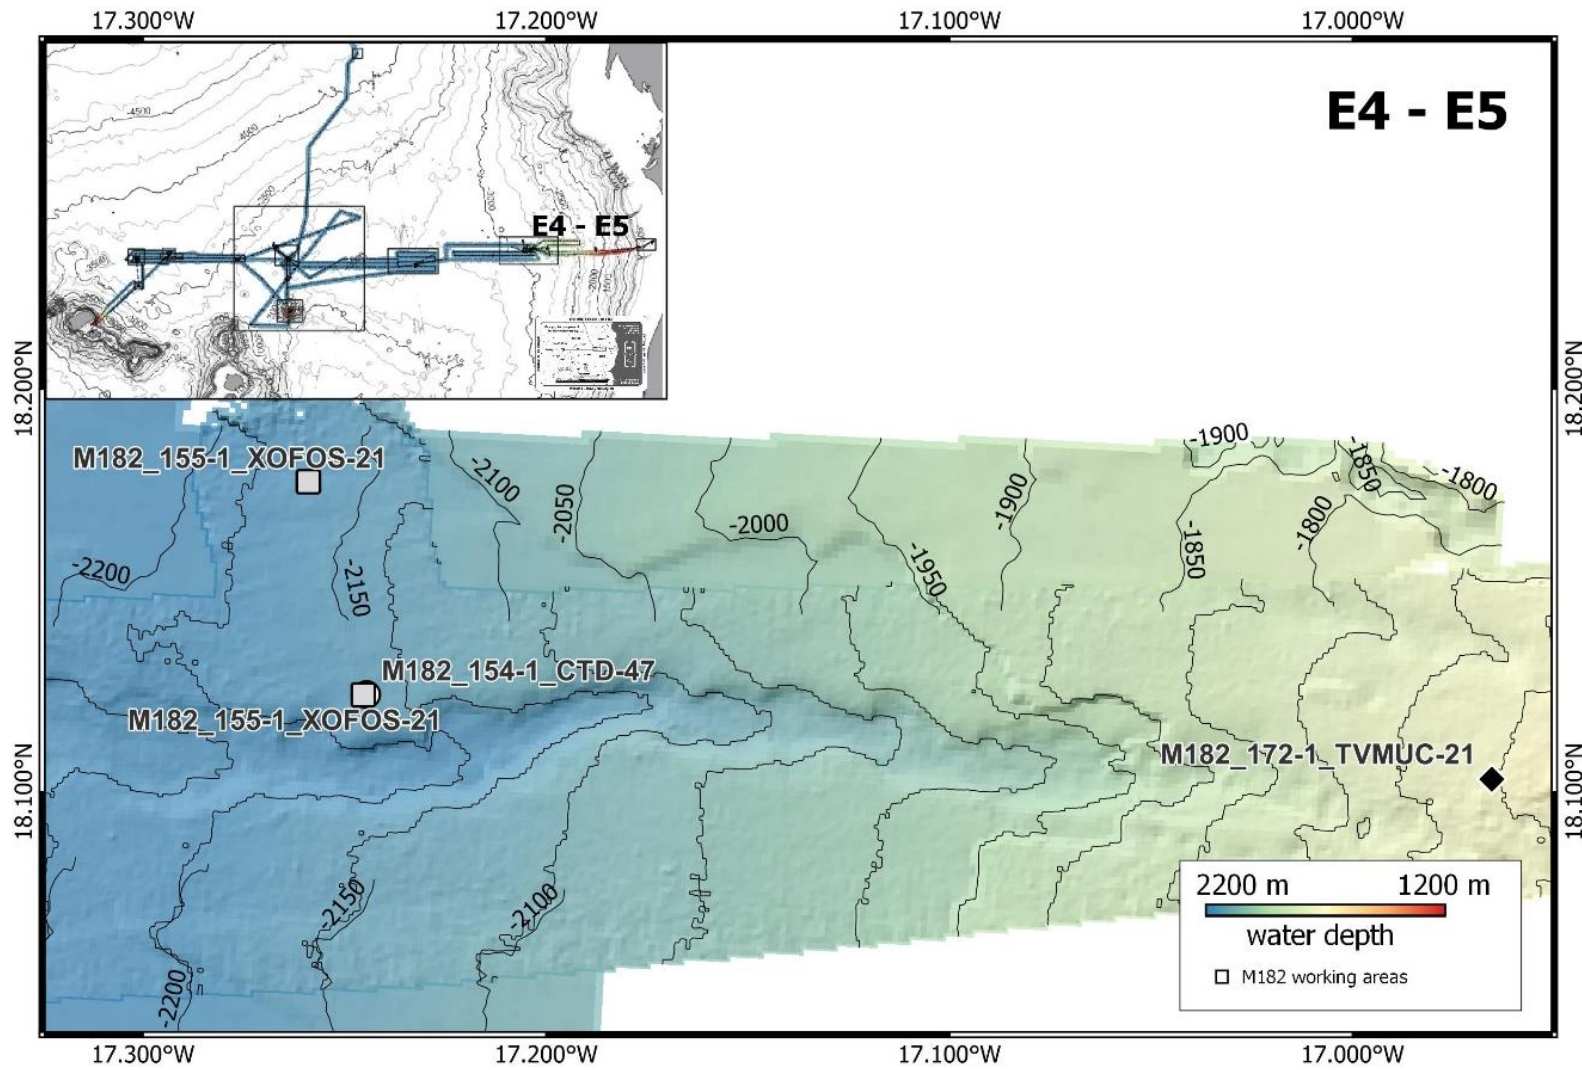 17.300°W
17.200°W
17.100°W
17.000°W
E4 - E5
-4500
4000
-3500
E4 - E5
-2000
18.200°N
18.200°N
-1900
M182_155-1_XOFOS-21
-2100
-1850
-1800
-2050
-1900
-2000
-1800
-1850
-1950
-2200
-2150
M182_154-1_CTD-47
M182_155-1_XOFOS-21
M182_172-1_TVMUC-21
18.100°N
18.100°N
-2150
-2100
2200 m
1200 m
water depth
M182 working areas
-2200
17.300°W
17.200°W
17.100°W
17.000°W